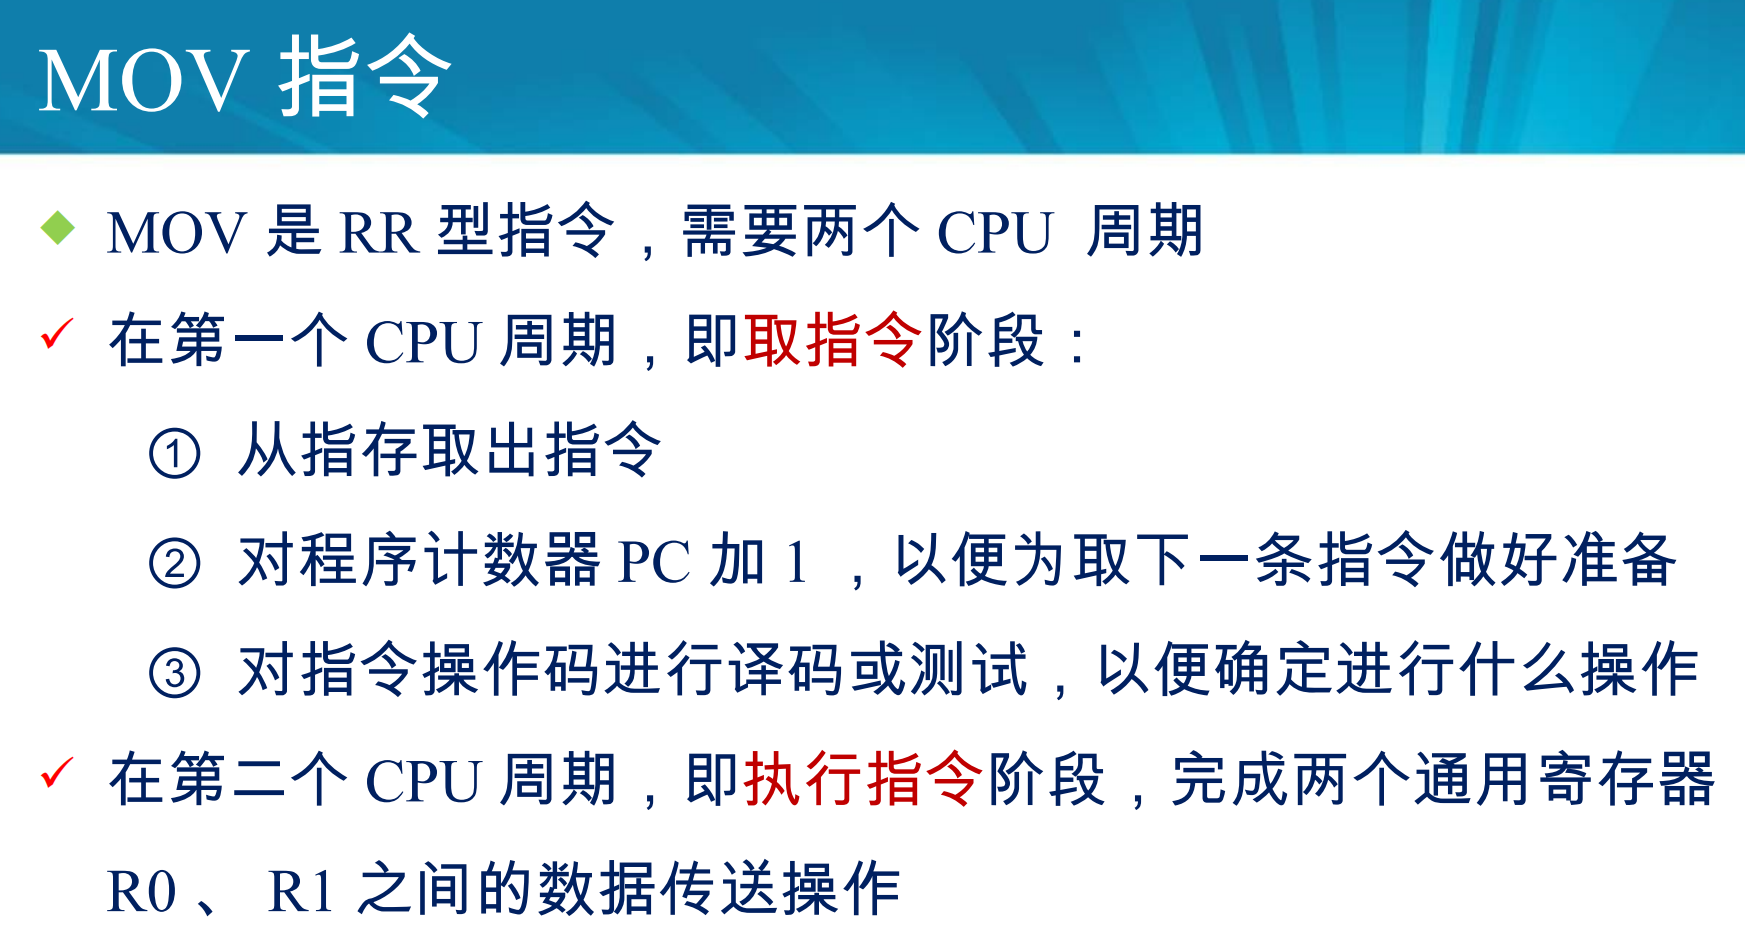 MOV 指令
MOV 是 RR 型指令，需要两个 CPU 周期
在第一个 CPU 周期，即取指令阶段：
① 从指存取出指令
② 对程序计数器 PC 加 1 ，以便为取下一条指令做好准备
③ 对指令操作码进行译码或测试，以便确定进行什么操作
在第二个 CPU 周期，即执行指令阶段，完成两个通用寄存器
R0 、 R1 之间的数据传送操作